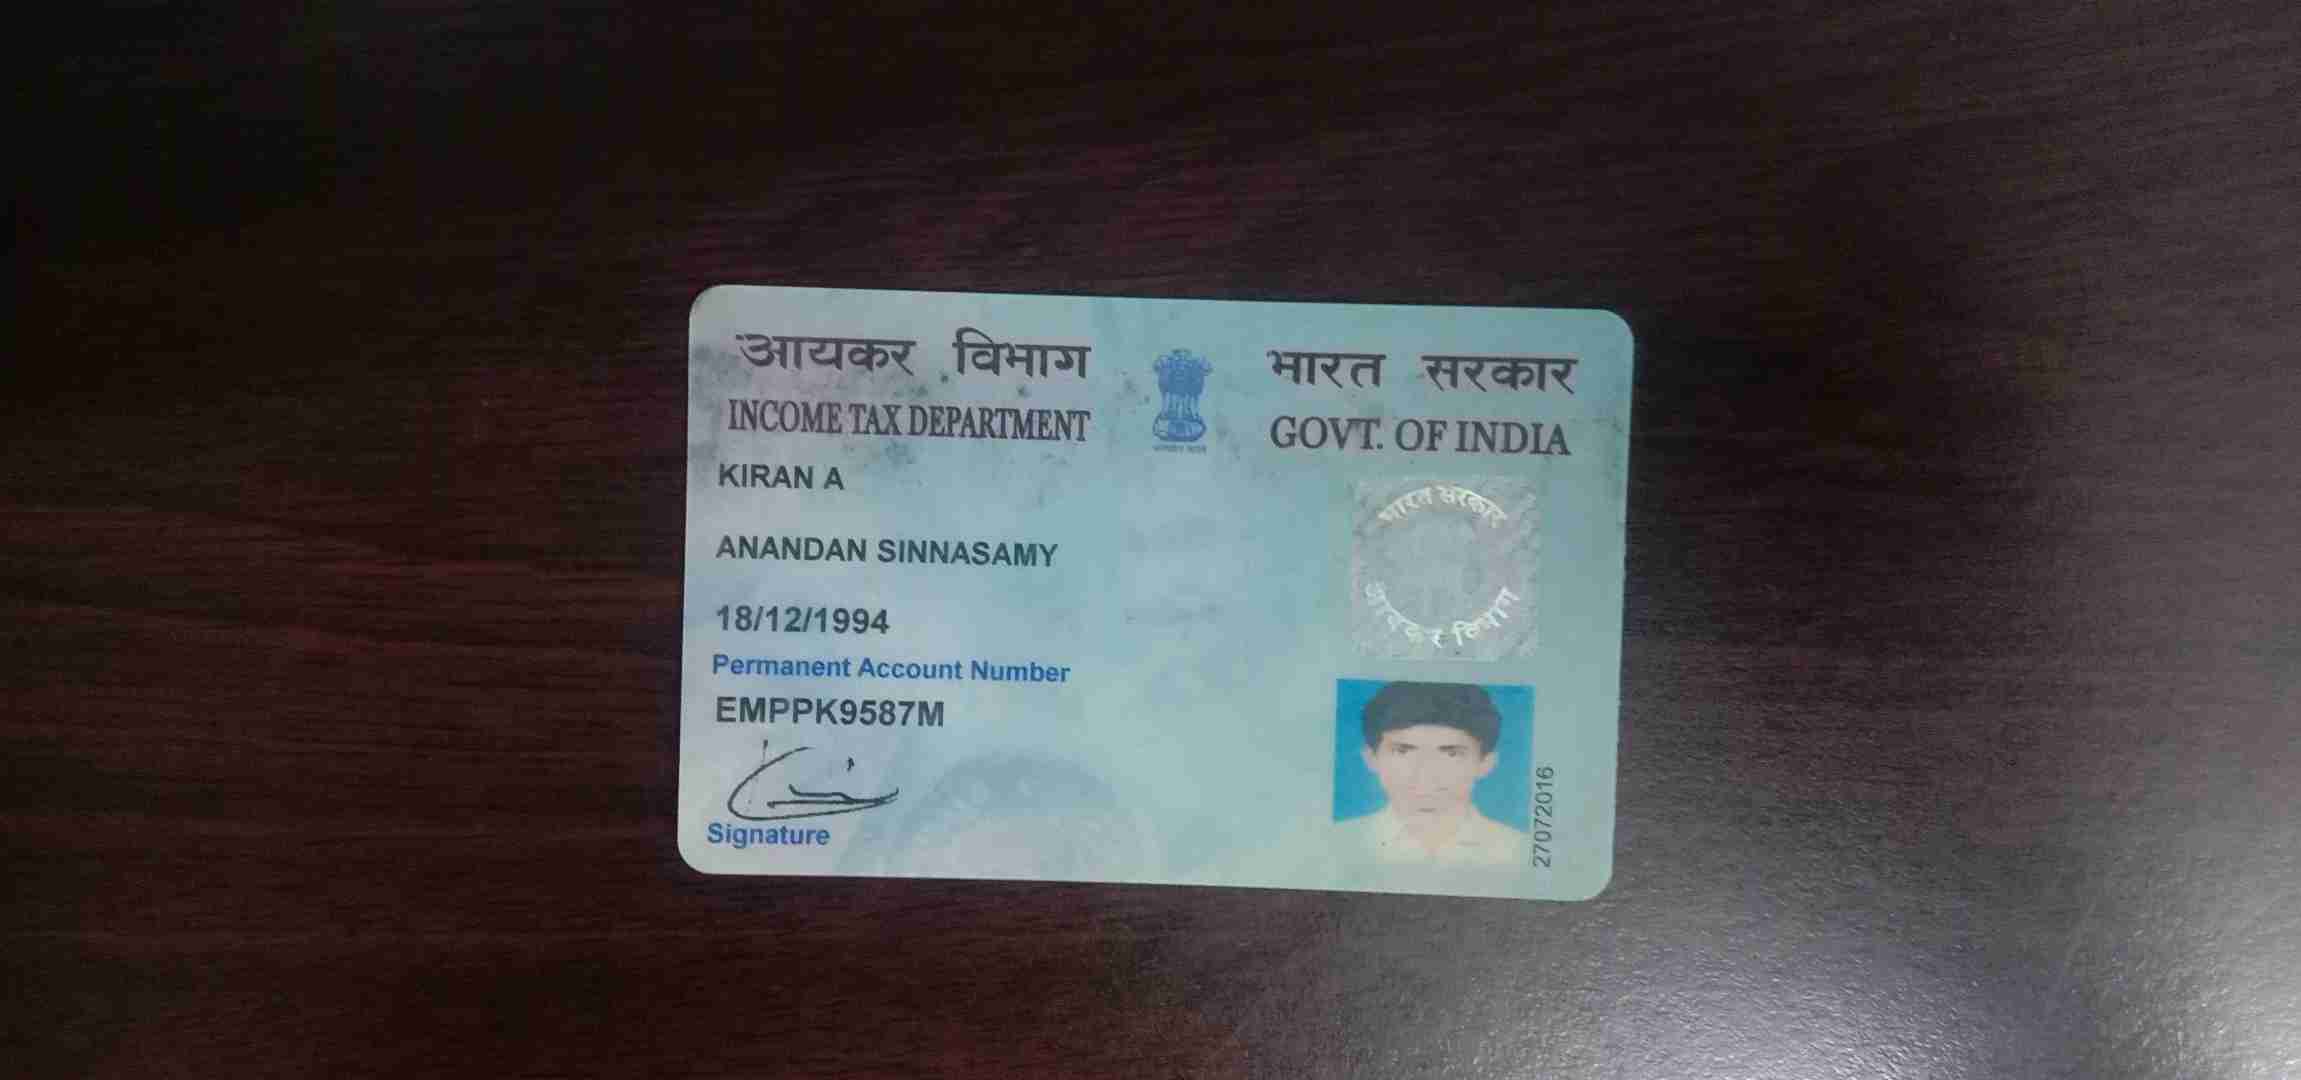 आयकर विभाग
INCOME TAX DEPARTMENT
भारत सरकार
GOVT. OF INDIA
KIRAN A
ANANDAN SINNASAMY
18/12/1994
Permanent Account Number
EMPPK9587M
Signature
भारत सरकार
आयकर विभाग
27072016